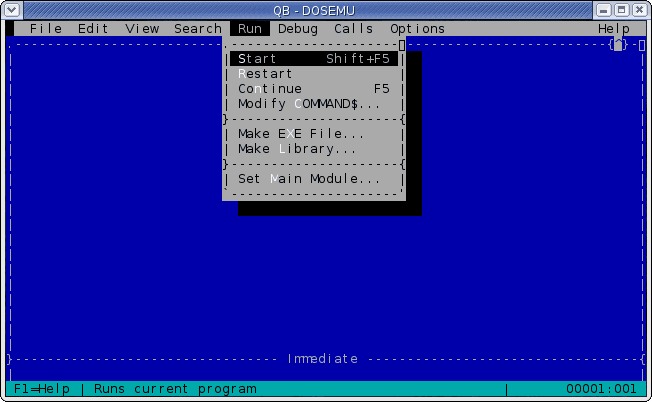 QB - DOSEMU
File Edit View Search Run Debug Calls Options Help
Start Shift+F5
Restart
Continue F5
Modify COMMAND$...
Make EXE File...
Make Library...
Set Main Module...
Immediate
F1=Help | Runs current program | 00001:001